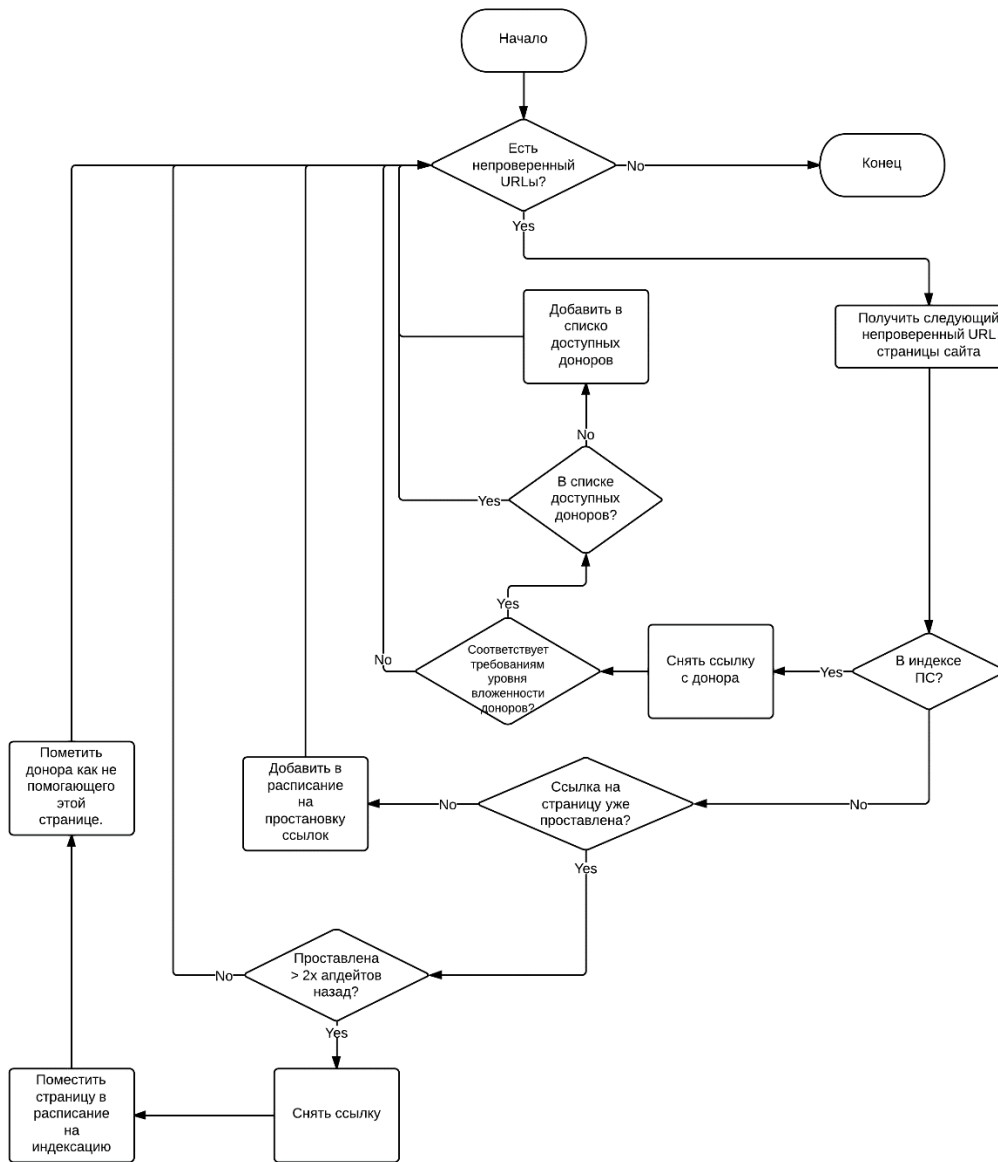 Начало
Есть
непроверенный
URLы?
No
Конец
Yes
Добавить в
списко
доступных
доноров
Получить следующий
непроверенный URL
страницы сайта
No
В списке
доступных
доноров?
Yes
Yes
Соответствует
требованиям
уровня
вложенности
доноров?
No
Снять ссылку
с донора
Yes
В индексе
ПС?
Пометить
донора как не
помогающего
этой
странице.
Добавить в
расписание
на
простановку
ссылок
No
Ссылка на
страницу уже
проставлена?
No
Yes
Проставлена
> 2х апдейтов
назад?
No
Yes
Поместить
страницу в
расписание
на
индексацию
Снять ссылку